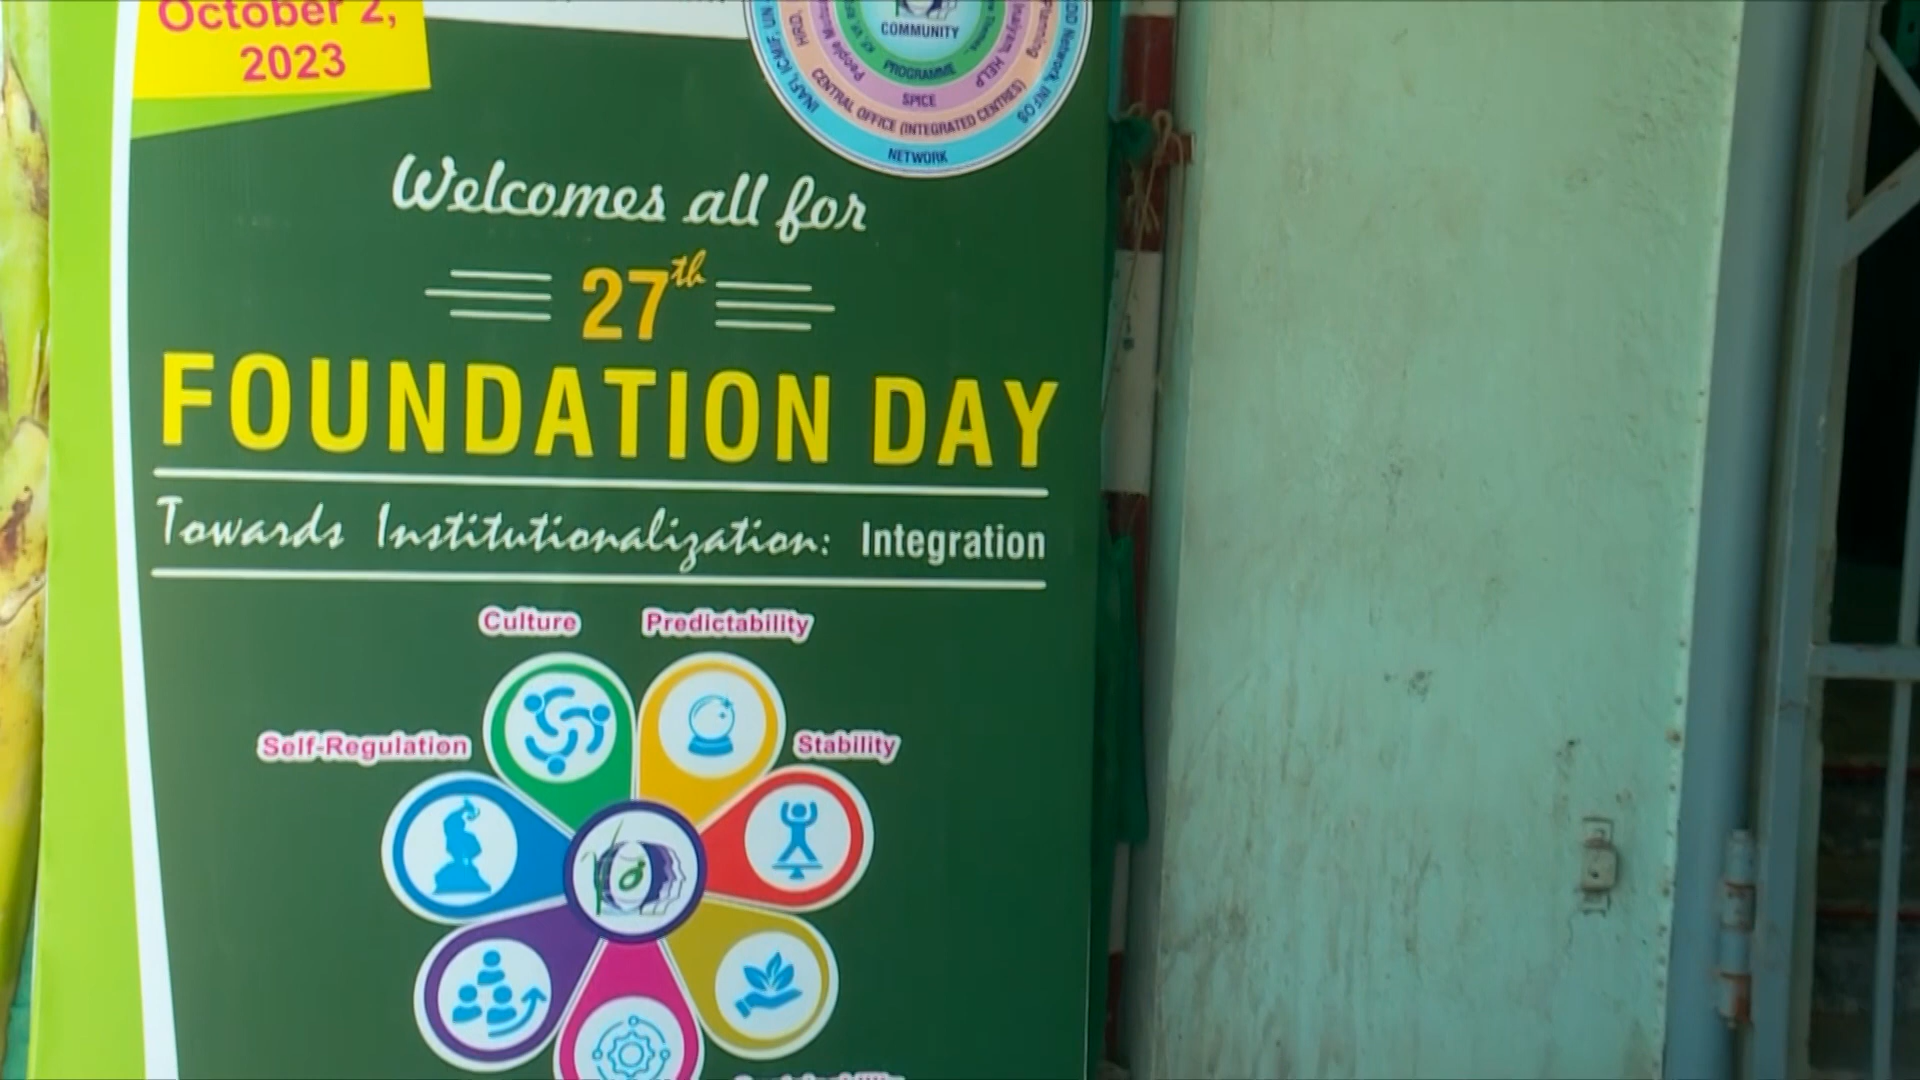 October 2,
2023
COMMUNITY
PROGRAMME
SPICE
CENTRAL OFFICE (INTEGRATED CENTRES)
NETWORK
Welcomes all for
27th
FOUNDATION DAY
Towards Institutionalization: Integration
Culture
Predictability
Self-Regulation
Stability